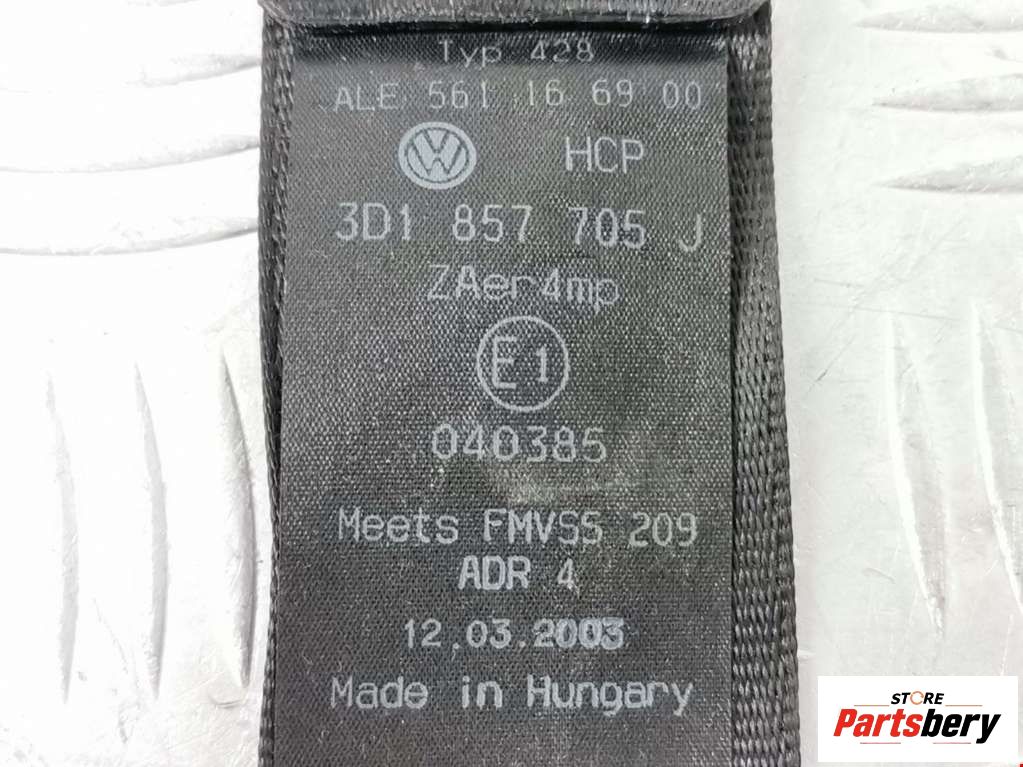 Typ 428
ALE 561 16 69 00
HCP
3D1 857 705 J
ZAer4mp
E1
040385
Meets FMVSS 209
ADR 4
12.03.2003
Made in Hungary
STORE
Partsbery